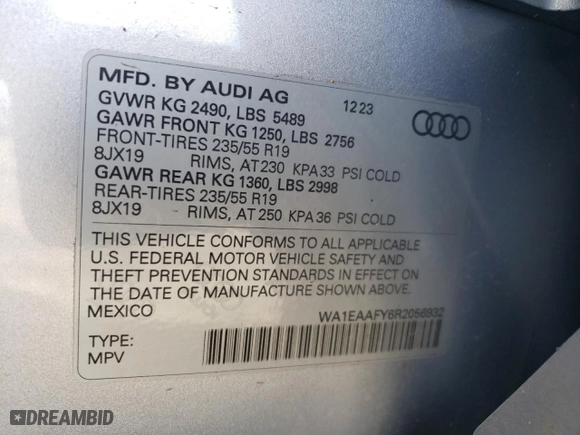 MFD. BY AUDI AG 12 23
GVWR KG 2490, LBS 5489
GAWR FRONT KG 1250, LBS 2756
FRONT-TIRES 235/55 R19
8JX19 RIMS, AT 230 KPA 33 PSI COLD
GAWR REAR KG 1360, LBS 2998
REAR-TIRES 235/55 R19
8JX19 RIMS, AT 250 KPA 36 PSI COLD
THIS VEHICLE CONFORMS TO ALL APPLICABLE
U.S. FEDERAL MOTOR VEHICLE SAFETY AND
THEFT PREVENTION STANDARDS IN EFFECT ON
THE DATE OF MANUFACTURE SHOWN ABOVE.
MEXICO WA1EAAFY6R2056932
TYPE:
MPV
DREAMBID